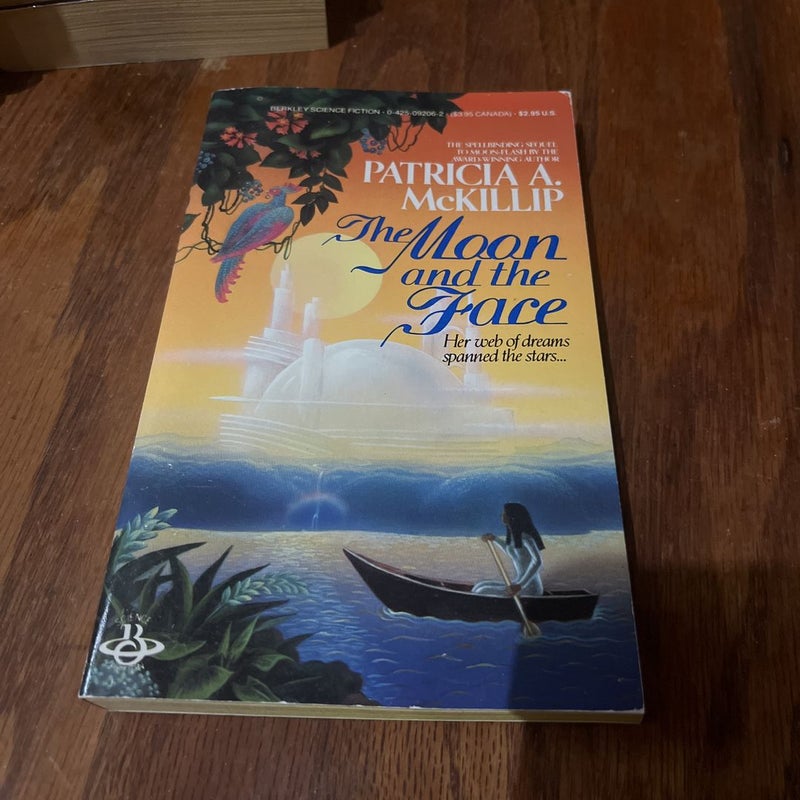 BERKLEY SCIENCE FICTION • 0-425-09206-2 • ($3.95 CANADA) • $2.95 U.S.
THE SPELLBINDING SEQUEL
TO MOON-FLASH BY THE
AWARD-WINNING AUTHOR
PATRICIA A.
McKILLIP
The Moon
and the
Face
Her web of dreams
spanned the stars...
B